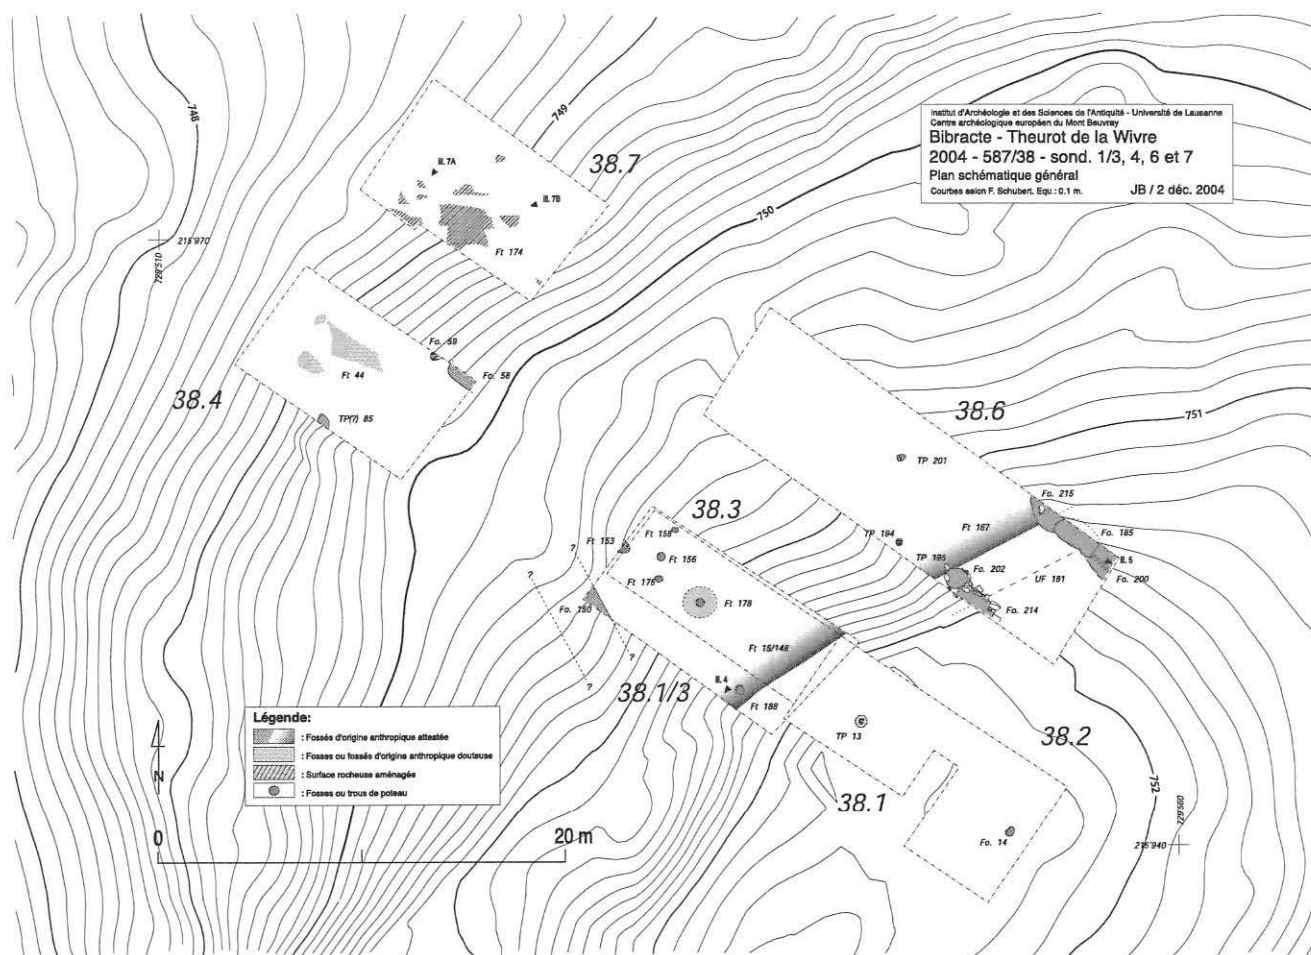 Institut d'Archéologie et des Sciences de l'Antiquité - Université de Lausanne
Centre archéologique européen du Mont Beuvray
Bibracte - Theurot de la Wivre
2004 - 587/38 - sond. 1/3, 4, 6 et 7
Plan schématique général
Courbes selon F. Schubert. Equ.: 0.1 m.
JB / 2 déc. 2004
748
749
38.7
ill. 7A
ill. 7B
Ft 174
750
215'970
729'510
Fo. 59
Fo. 58
Ft 44
38.4
TP(?) 85
38.6
751
TP 201
Fo. 215
38.3
Ft 158
Ft 153
Ft 156
Ft 167
TP 194
Fo. 185
TP 195
Fo. 202
ill. 5
Fo. 200
UF 181
?
?
Ft 176
Ft 178
Fo. 150
Fo. 214
Ft 15/148
?
?
ill. 4
38.1/3
Ft 188
TP 13
38.2
38.1
752
729'560
215'940
Fo. 14
Légende:
: Fossés d'origine anthropique attestée
: Fosses ou fossés d'origine anthropique douteuse
: Surface rocheuse aménagée
: Fosses ou trous de poteau
N
0
20 m